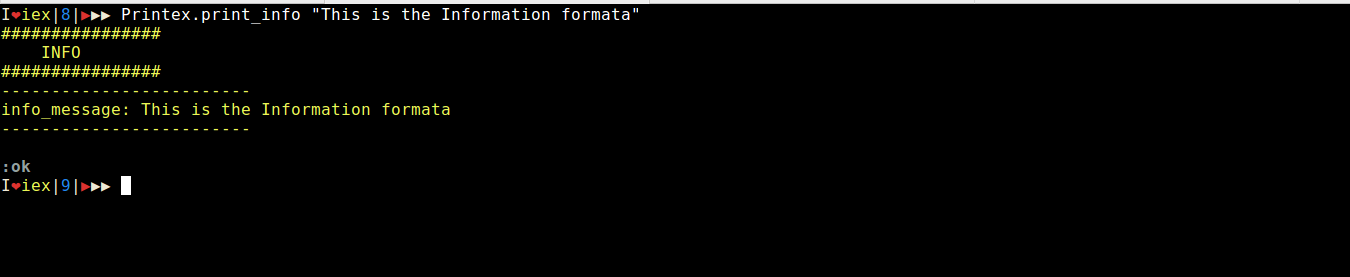 I❤iex|8|▶▶▶ Printex.print_info "This is the Information formata"
################
    INFO
################
-------------------------
info_message: This is the Information formata
-------------------------
:ok
I❤iex|9|▶▶▶